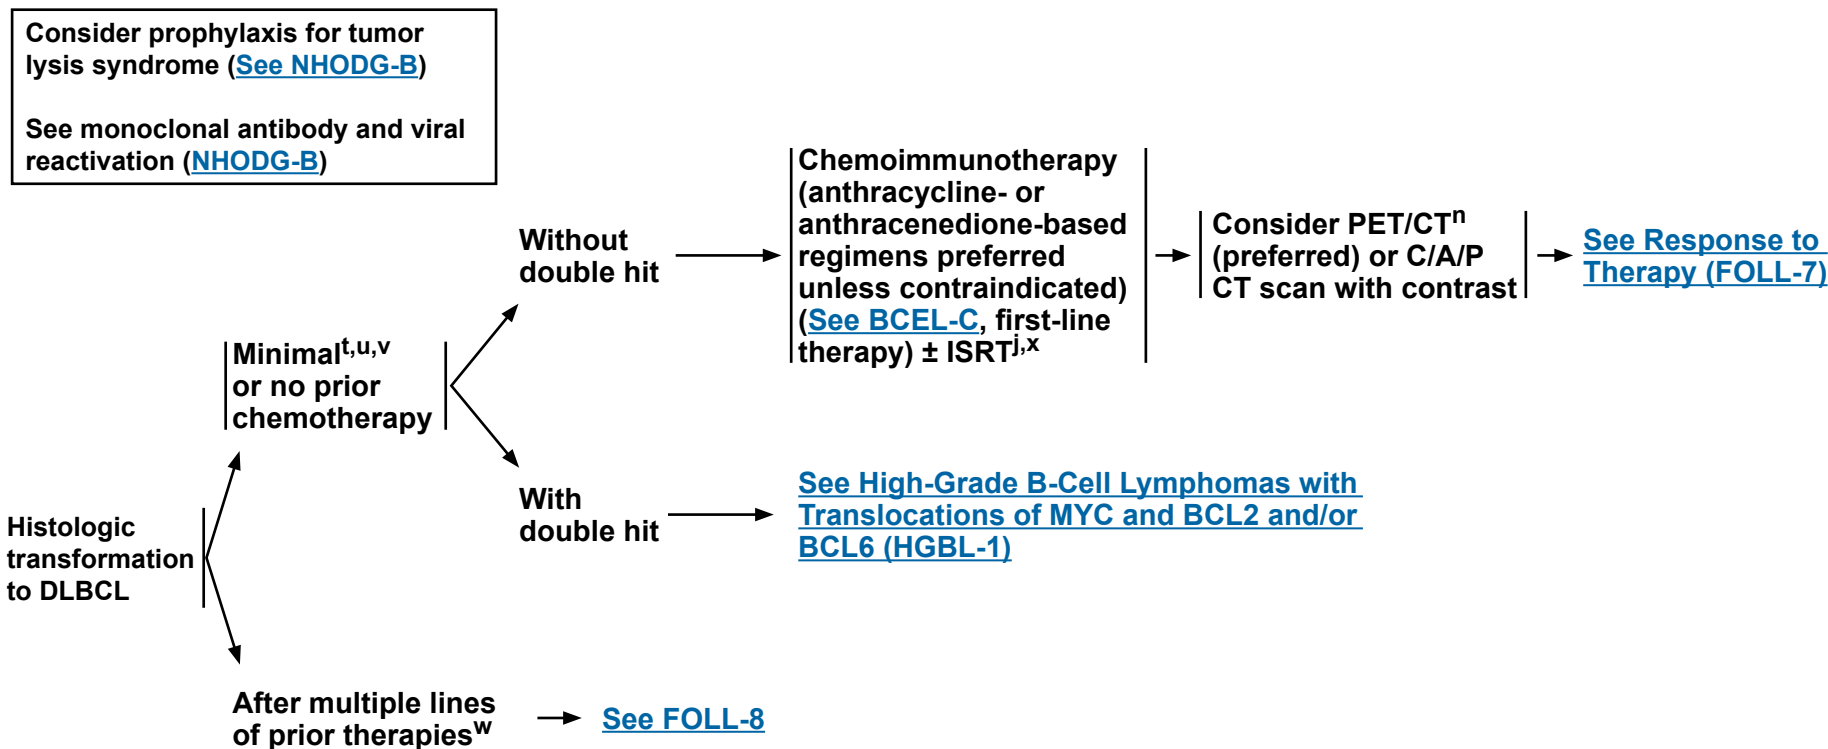 Consider prophylaxis for tumor
lysis syndrome (See NHODG-B)
See monoclonal antibody and viral
reactivation (NHODG-B)
Histologic
transformation
to DLBCL
Minimalt,u,v
or no prior
chemotherapy
Without
double hit
Chemoimmunotherapy
(anthracycline- or
anthracenedione-based
regimens preferred
unless contraindicated)
(See BCEL-C, first-line
therapy) ± ISRTj,x
Consider PET/CTn
(preferred) or C/A/P
CT scan with contrast
See Response to
Therapy (FOLL-7)
With
double hit
See High-Grade B-Cell Lymphomas with
Translocations of MYC and BCL2 and/or
BCL6 (HGBL-1)
After multiple lines
of prior therapiesw
See FOLL-8